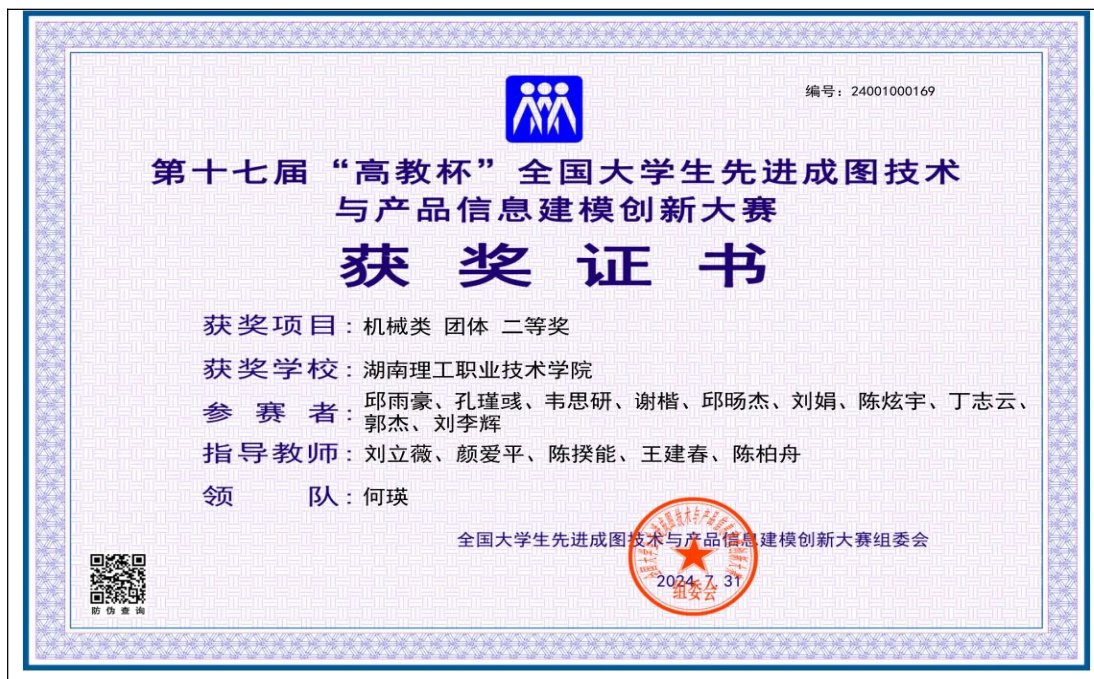 编号：24001000169
第十七届“高教杯”全国大学生先进成图技术
与产品信息建模创新大赛
获奖证书
获奖项目：机械类 团体 二等奖
获奖学校：湖南理工职业技术学院
参赛者：邱雨豪、孔瑾彧、韦思研、谢楷、邱旸杰、刘娟、陈炫宇、丁志云、
郭杰、刘李辉
指导教师：刘立薇、颜爱平、陈揆能、王建春、陈柏舟
领队：何瑛
全国大学生先进成图技术与产品信息建模创新大赛组委会
2024.7.31
组委会
防伪查询